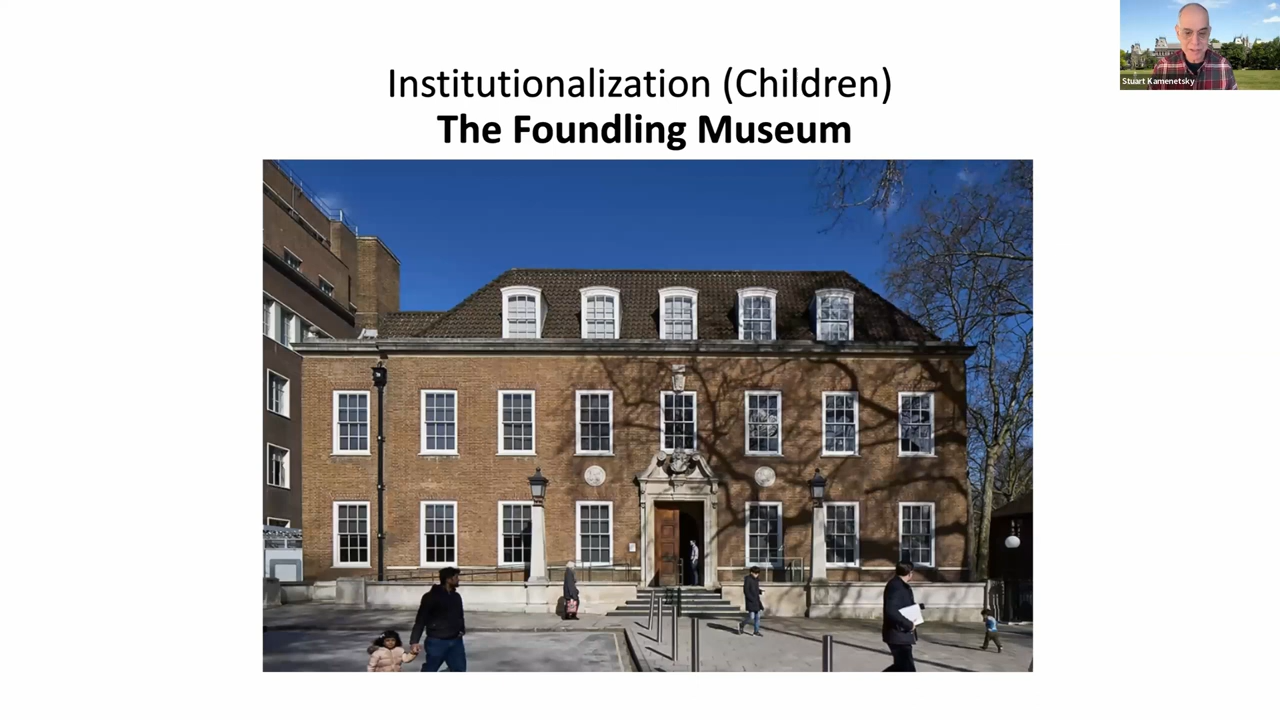 Institutionalization (Children)
The Foundling Museum
Stuart Kamenetsky